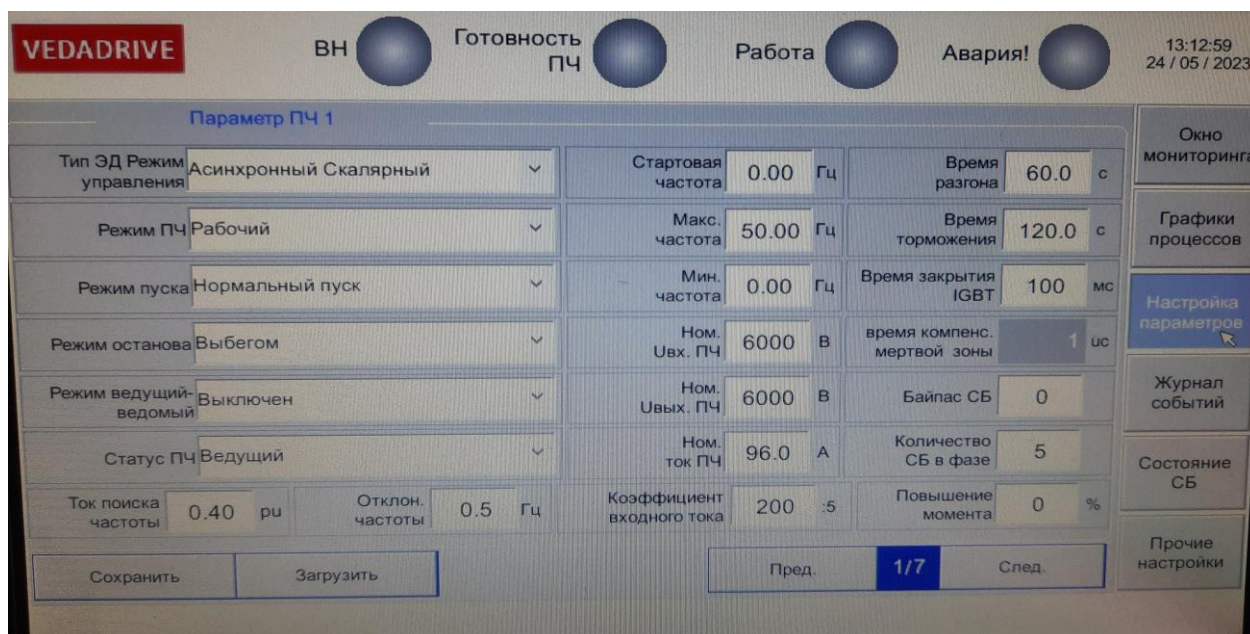 VEDADRIVE
ВН
Готовность
ПЧ
Работа
Авария!
13:12:59
24 / 05 / 2023
Параметр ПЧ 1
Тип ЭД Режим
управления
Асинхронный Скалярный
Стартовая
частота
0.00 Гц
Время
разгона
60.0 с
Режим ПЧ Рабочий
Макс.
частота
50.00 Гц
Время
торможения
120.0 с
Режим пуска Нормальный пуск
Мин.
частота
0.00 Гц
Время закрытия
IGBT
100 мс
Режим останова Выбегом
Ном.
Uвх. ПЧ
6000 В
время компенс.
мертвой зоны
1 uc
Режим ведущий-
ведомый
Выключен
Ном.
Uвых. ПЧ
6000 В
Байпас СБ 0
Статус ПЧ Ведущий
Ном.
ток ПЧ
96.0 А
Количество
СБ в фазе
5
Ток поиска
частоты
0.40 pu
Отклон.
частоты
0.5 Гц
Коэффициент
входного тока
200 :5
Повышение
момента
0 %
Сохранить
Загрузить
Пред.
1/7
След.
Окно
мониторинга
Графики
процессов
Настройка
параметров
Журнал
событий
Состояние
СБ
Прочие
настройки